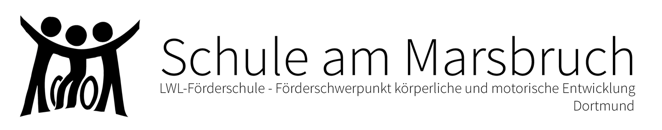 Schule am Marsbruch
LWL-Förderschule - Förderschwerpunkt körperliche und motorische Entwicklung
Dortmund